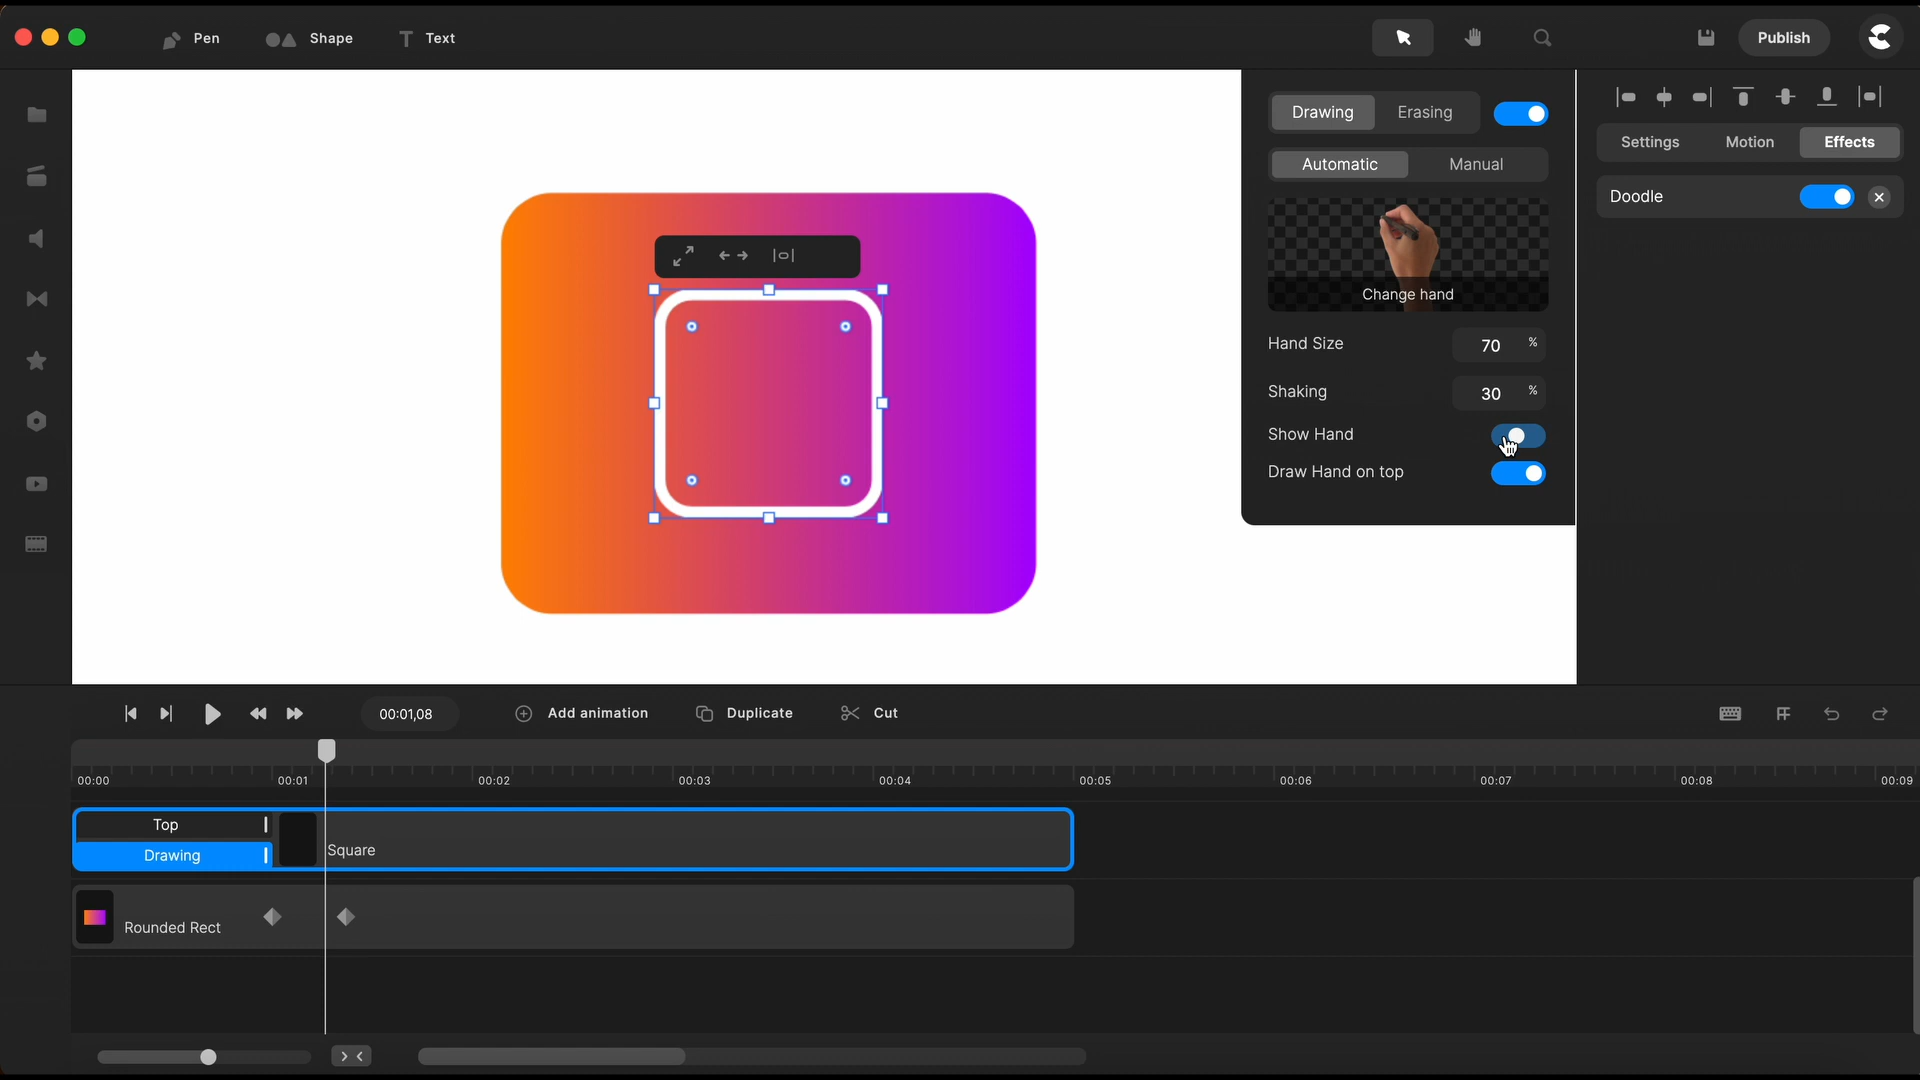 Pen Shape Text Publish
Drawing Erasing
Settings Motion Effects
Automatic Manual
Doodle
Change hand
Hand Size 70 %
Shaking 30 %
Show Hand
Draw Hand on top
00:01,08 Add animation Duplicate Cut
00:00 00:01 00:02 00:03 00:04 00:05 00:06 00:07 00:08 00:09
Top
Square
Drawing
Rounded Rect